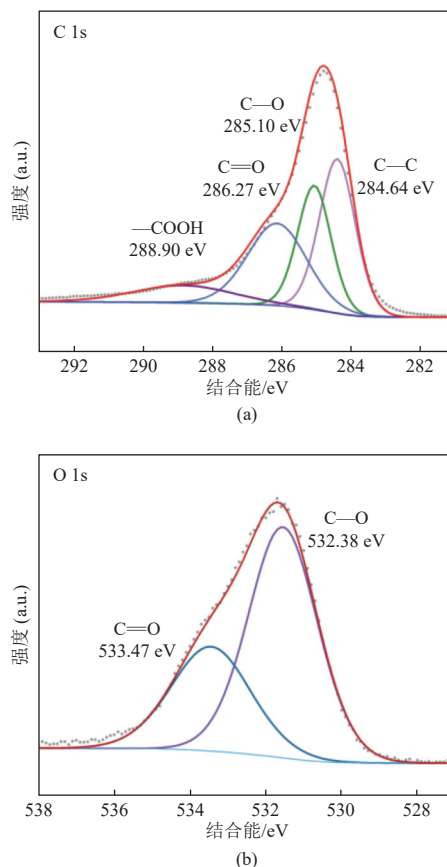 C 1s
C—O
285.10 eV
C═O
286.27 eV
C—C
284.64 eV
—COOH
288.90 eV
强度 (a.u.)
292 290 288 286 284 282
结合能/eV
(a)
O 1s
C—O
532.38 eV
C═O
533.47 eV
强度 (a.u.)
538 536 534 532 530 528
结合能/eV
(b)